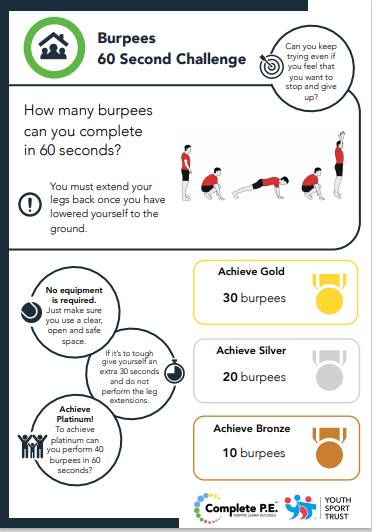 Burpees
60 Second Challenge
Can you keep
trying even if
you feel that
you want to
stop and give
up?
How many burpees
can you complete
in 60 seconds?
You must extend your
legs back once you have
lowered yourself to the
ground.
No equipment
is required.
Just make sure
you use a clear,
open and safe
space.
If it's to tough
give yourself an
extra 30 seconds
and do not
perform the leg
extensions.
Achieve
Platinum!
To achieve
platinum can
you perform 40
burpees in 60
seconds?
Achieve Gold
30 burpees
Achieve Silver
20 burpees
Achieve Bronze
10 burpees
Complete P.E.
INSPIRE LEARN SUCCEED
YOUTH
SPORT
TRUST